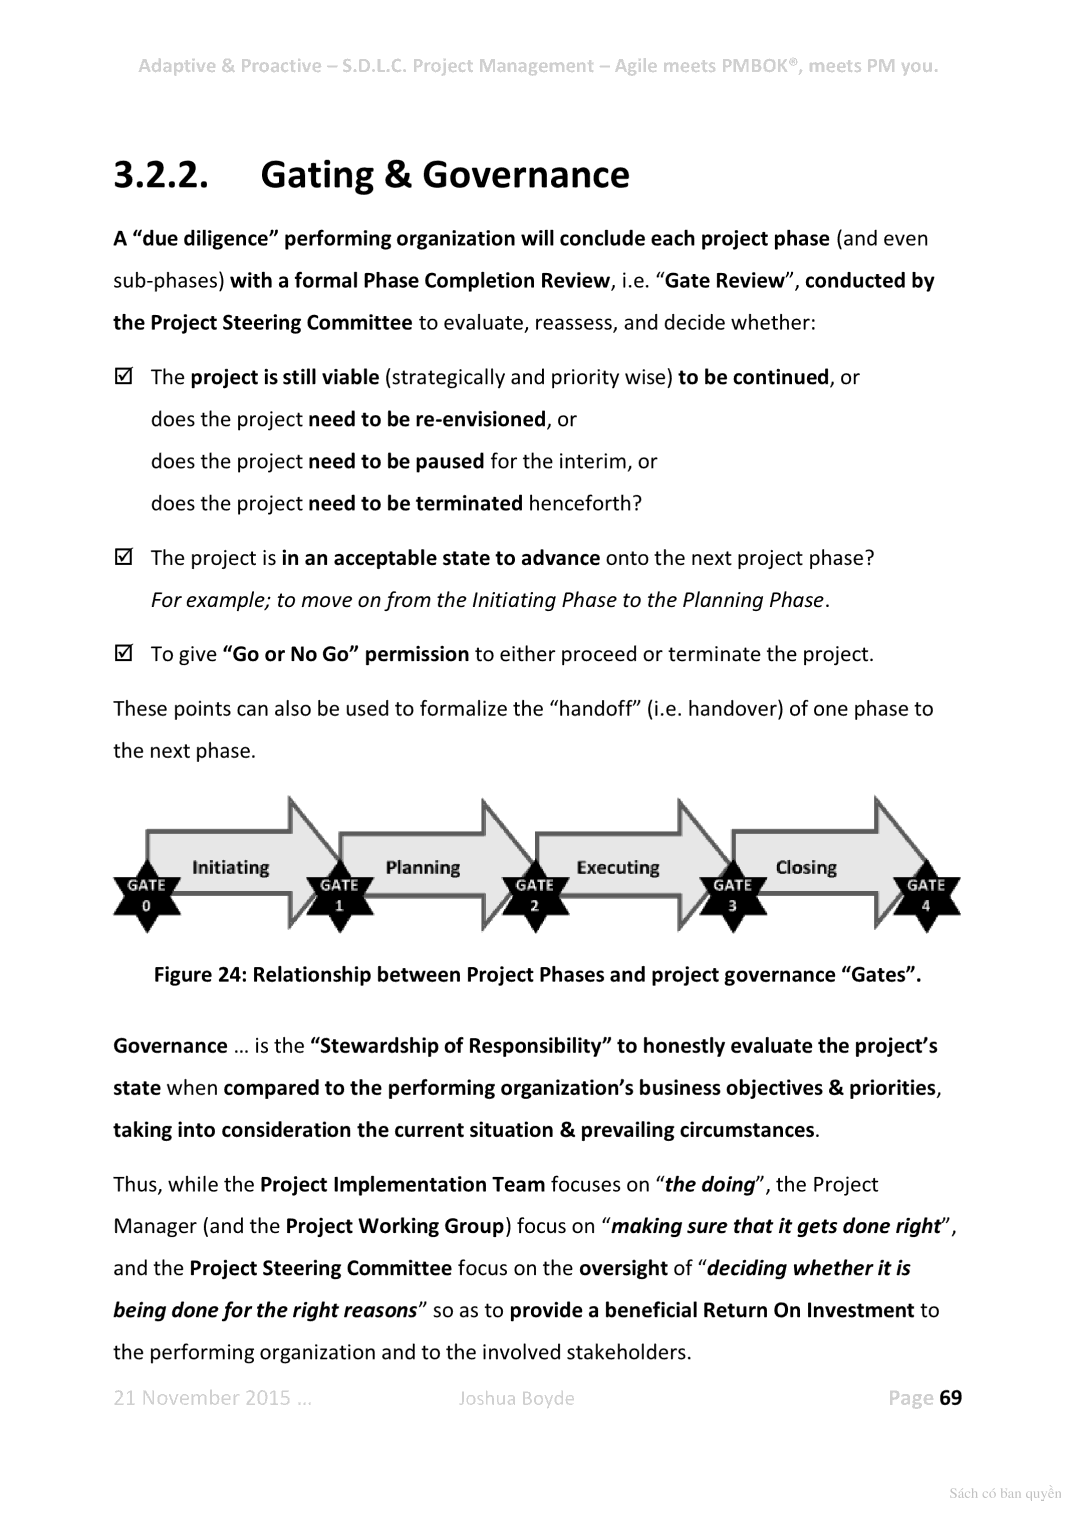 Adaptive & Proactive – S.D.L.C. Project Management – Agile meets PMBOK®, meets PM you.
3.2.2. Gating & Governance
A “due diligence” performing organization will conclude each project phase (and even
sub-phases) with a formal Phase Completion Review, i.e. “Gate Review”, conducted by
the Project Steering Committee to evaluate, reassess, and decide whether:
☑ The project is still viable (strategically and priority wise) to be continued, or
does the project need to be re-envisioned, or
does the project need to be paused for the interim, or
does the project need to be terminated henceforth?
☑ The project is in an acceptable state to advance onto the next project phase?
For example; to move on from the Initiating Phase to the Planning Phase.
☑ To give “Go or No Go” permission to either proceed or terminate the project.
These points can also be used to formalize the “handoff” (i.e. handover) of one phase to
the next phase.
Initiating Planning Executing Closing
GATE GATE GATE GATE GATE
0 1 2 3 4
Figure 24: Relationship between Project Phases and project governance “Gates”.
Governance … is the “Stewardship of Responsibility” to honestly evaluate the project’s
state when compared to the performing organization’s business objectives & priorities,
taking into consideration the current situation & prevailing circumstances.
Thus, while the Project Implementation Team focuses on “the doing”, the Project
Manager (and the Project Working Group) focus on “making sure that it gets done right”,
and the Project Steering Committee focus on the oversight of “deciding whether it is
being done for the right reasons” so as to provide a beneficial Return On Investment to
the performing organization and to the involved stakeholders.
21 November 2015 … Joshua Boyde Page 69
Sách có bản quyền